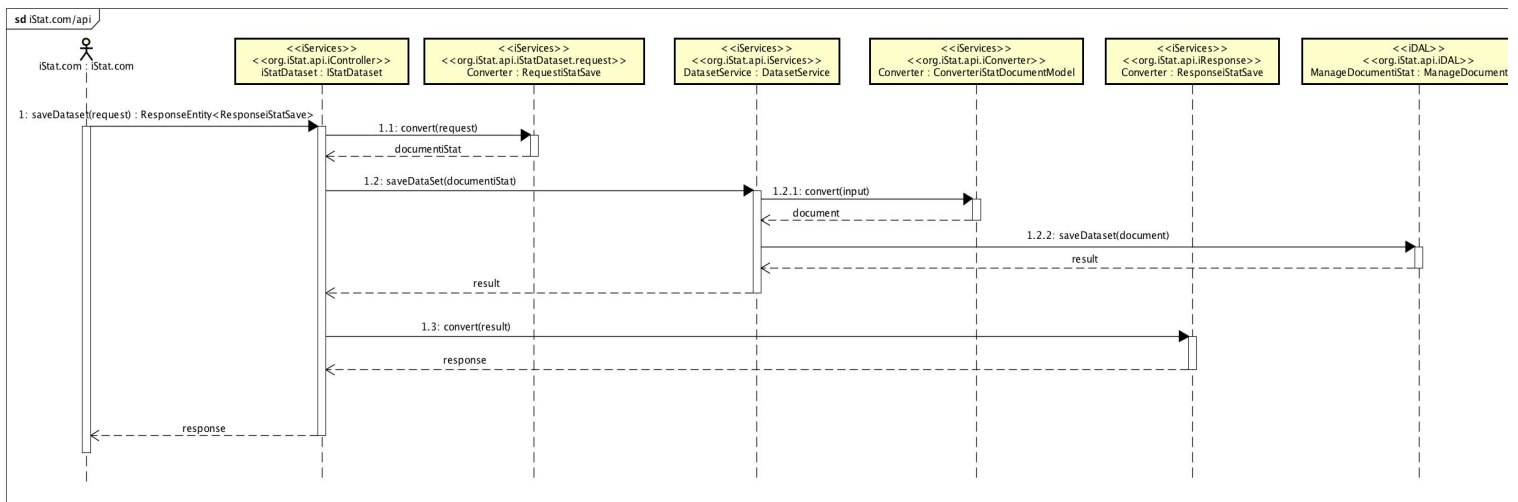 sd iStat.com/api
iStat.com : iStat.com
<<iServices>>
<<org.iStat.api.iController>>
iStatDataset : IStatDataset
<<iServices>>
<<org.iStat.api.iStatDataset.request>>
Converter : RequestIStatSave
<<iServices>>
<<org.iStat.api.iServices>>
DatasetService : DatasetService
<<iServices>>
<<org.iStat.api.iConverter>>
Converter : ConverteriStatDocumentModel
<<iServices>>
<<org.iStat.api.iResponse>>
Converter : ResponseiStatSave
<<iDAL>>
<<org.iStat.api.iDAL>>
ManageDocumentiStat : ManageDocument
1: saveDataset(request) : ResponseEntity<ResponseiStatSave>
1.1: convert(request)
documentiStat
1.2: saveDataSet(documentiStat)
1.2.1: convert(input)
document
1.2.2: saveDataset(document)
result
result
1.3: convert(result)
response
response